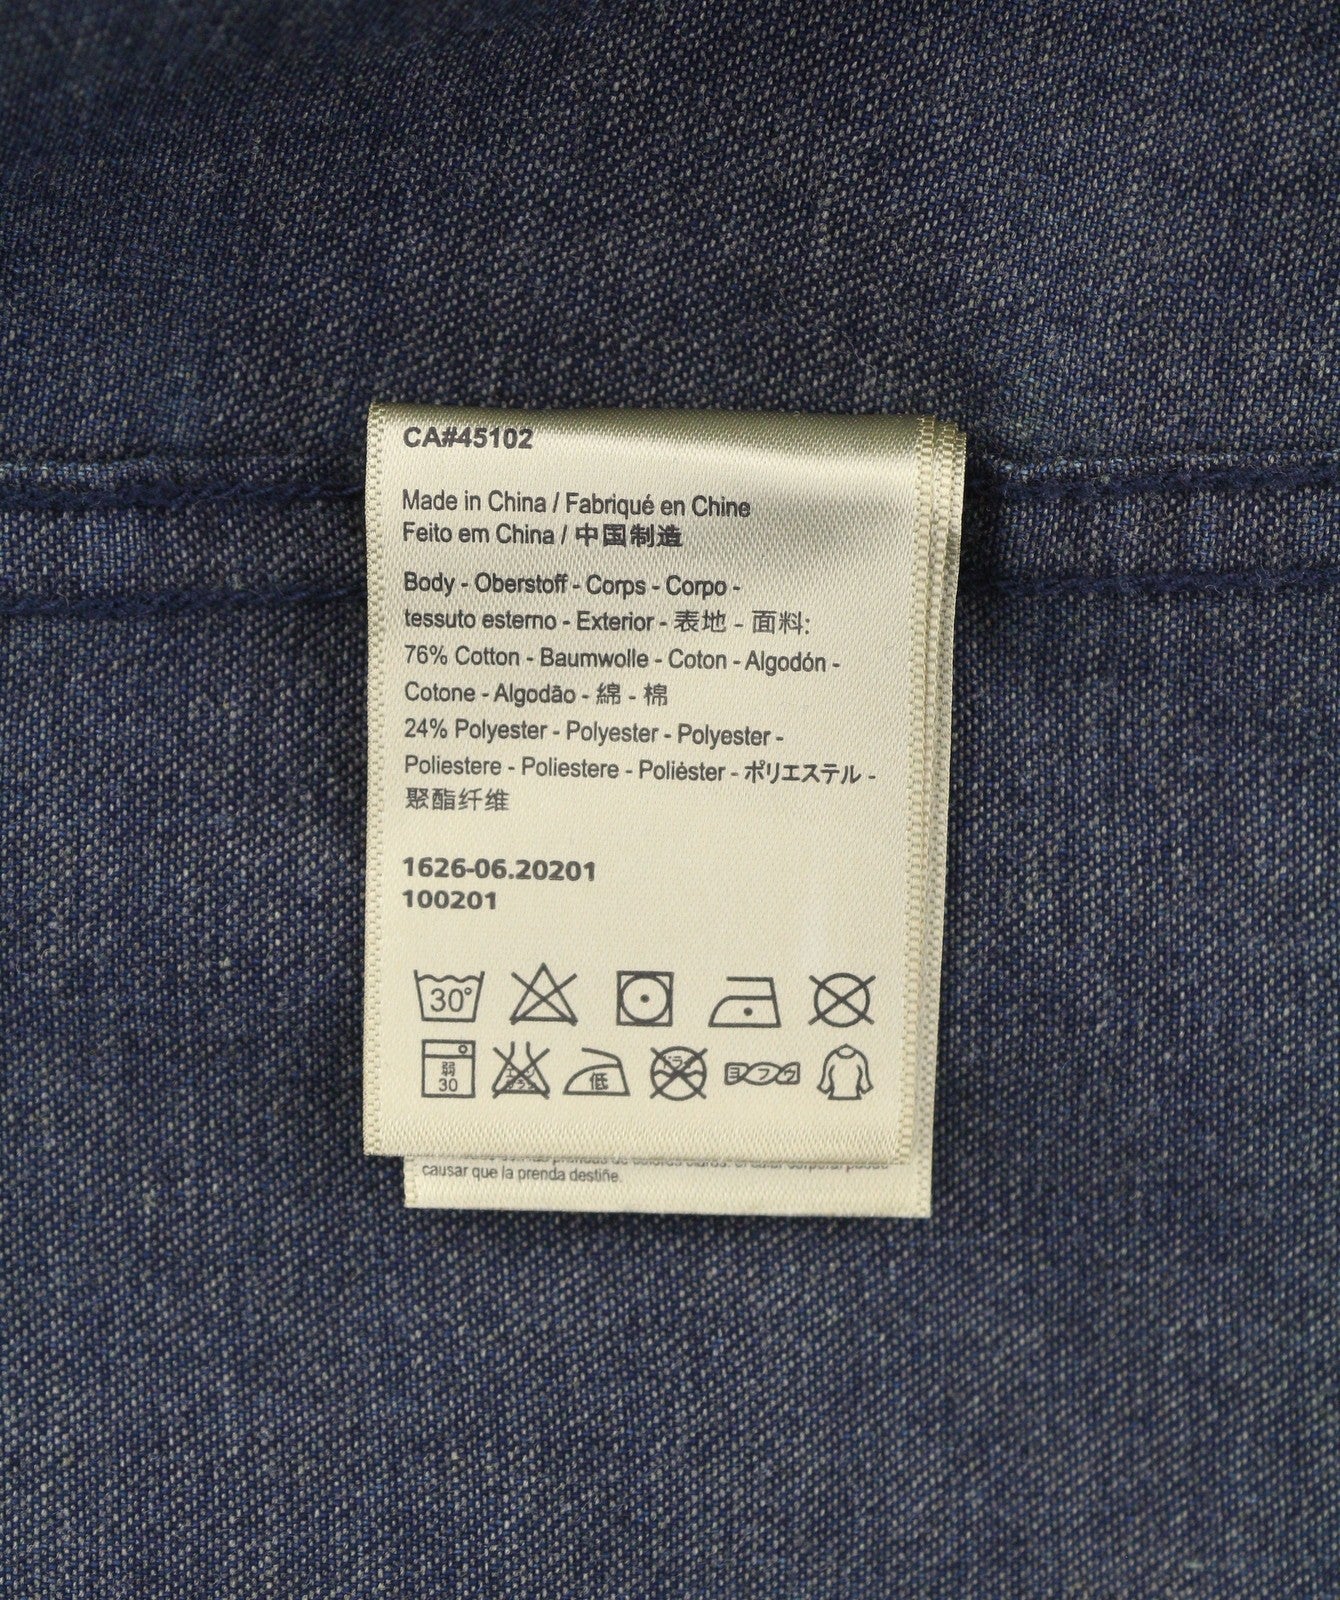 CA#45102
Made in China / Fabriqué en Chine
Feito em China / 中国制造
Body - Oberstoff - Corps - Corpo -
tessuto esterno - Exterior - 表地 - 面料:
76% Cotton - Baumwolle - Coton - Algodón -
Cotone - Algodão - 綿 - 棉
24% Polyester - Polyester - Polyester -
Poliestere - Poliestere - Poliéster - ポリエステル -
聚酯纤维
1626-06.20201
100201
30°
弱 低 ヨフウ
30
causar que la prenda destiñe.